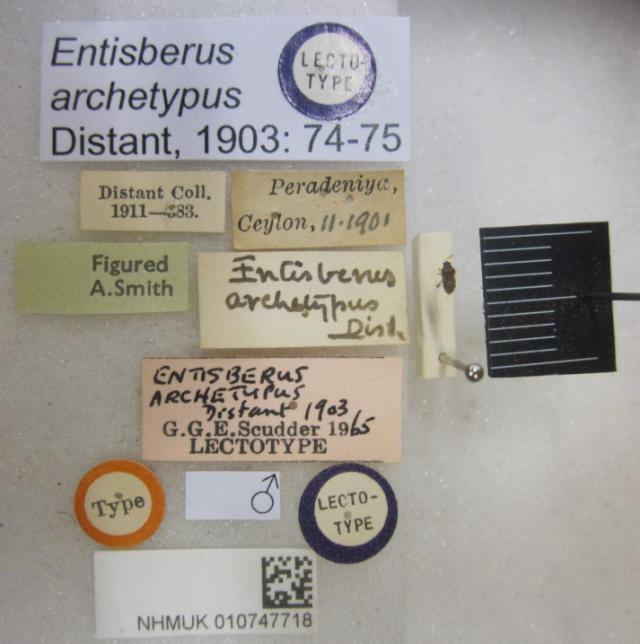 Entisberus
archetypus
Distant, 1903: 74-75
LECTO-
TYPE
Distant Coll.
1911—383.
Peradeniya,
Ceylon, 11·1901
Figured
A.Smith
Entisberus
archetypus
Dist.
ENTISBERUS
ARCHETYPUS
Distant 1903
G.G.E.Scudder 1965
LECTOTYPE
Type
♂
LECTO-
TYPE
NHMUK 010747718